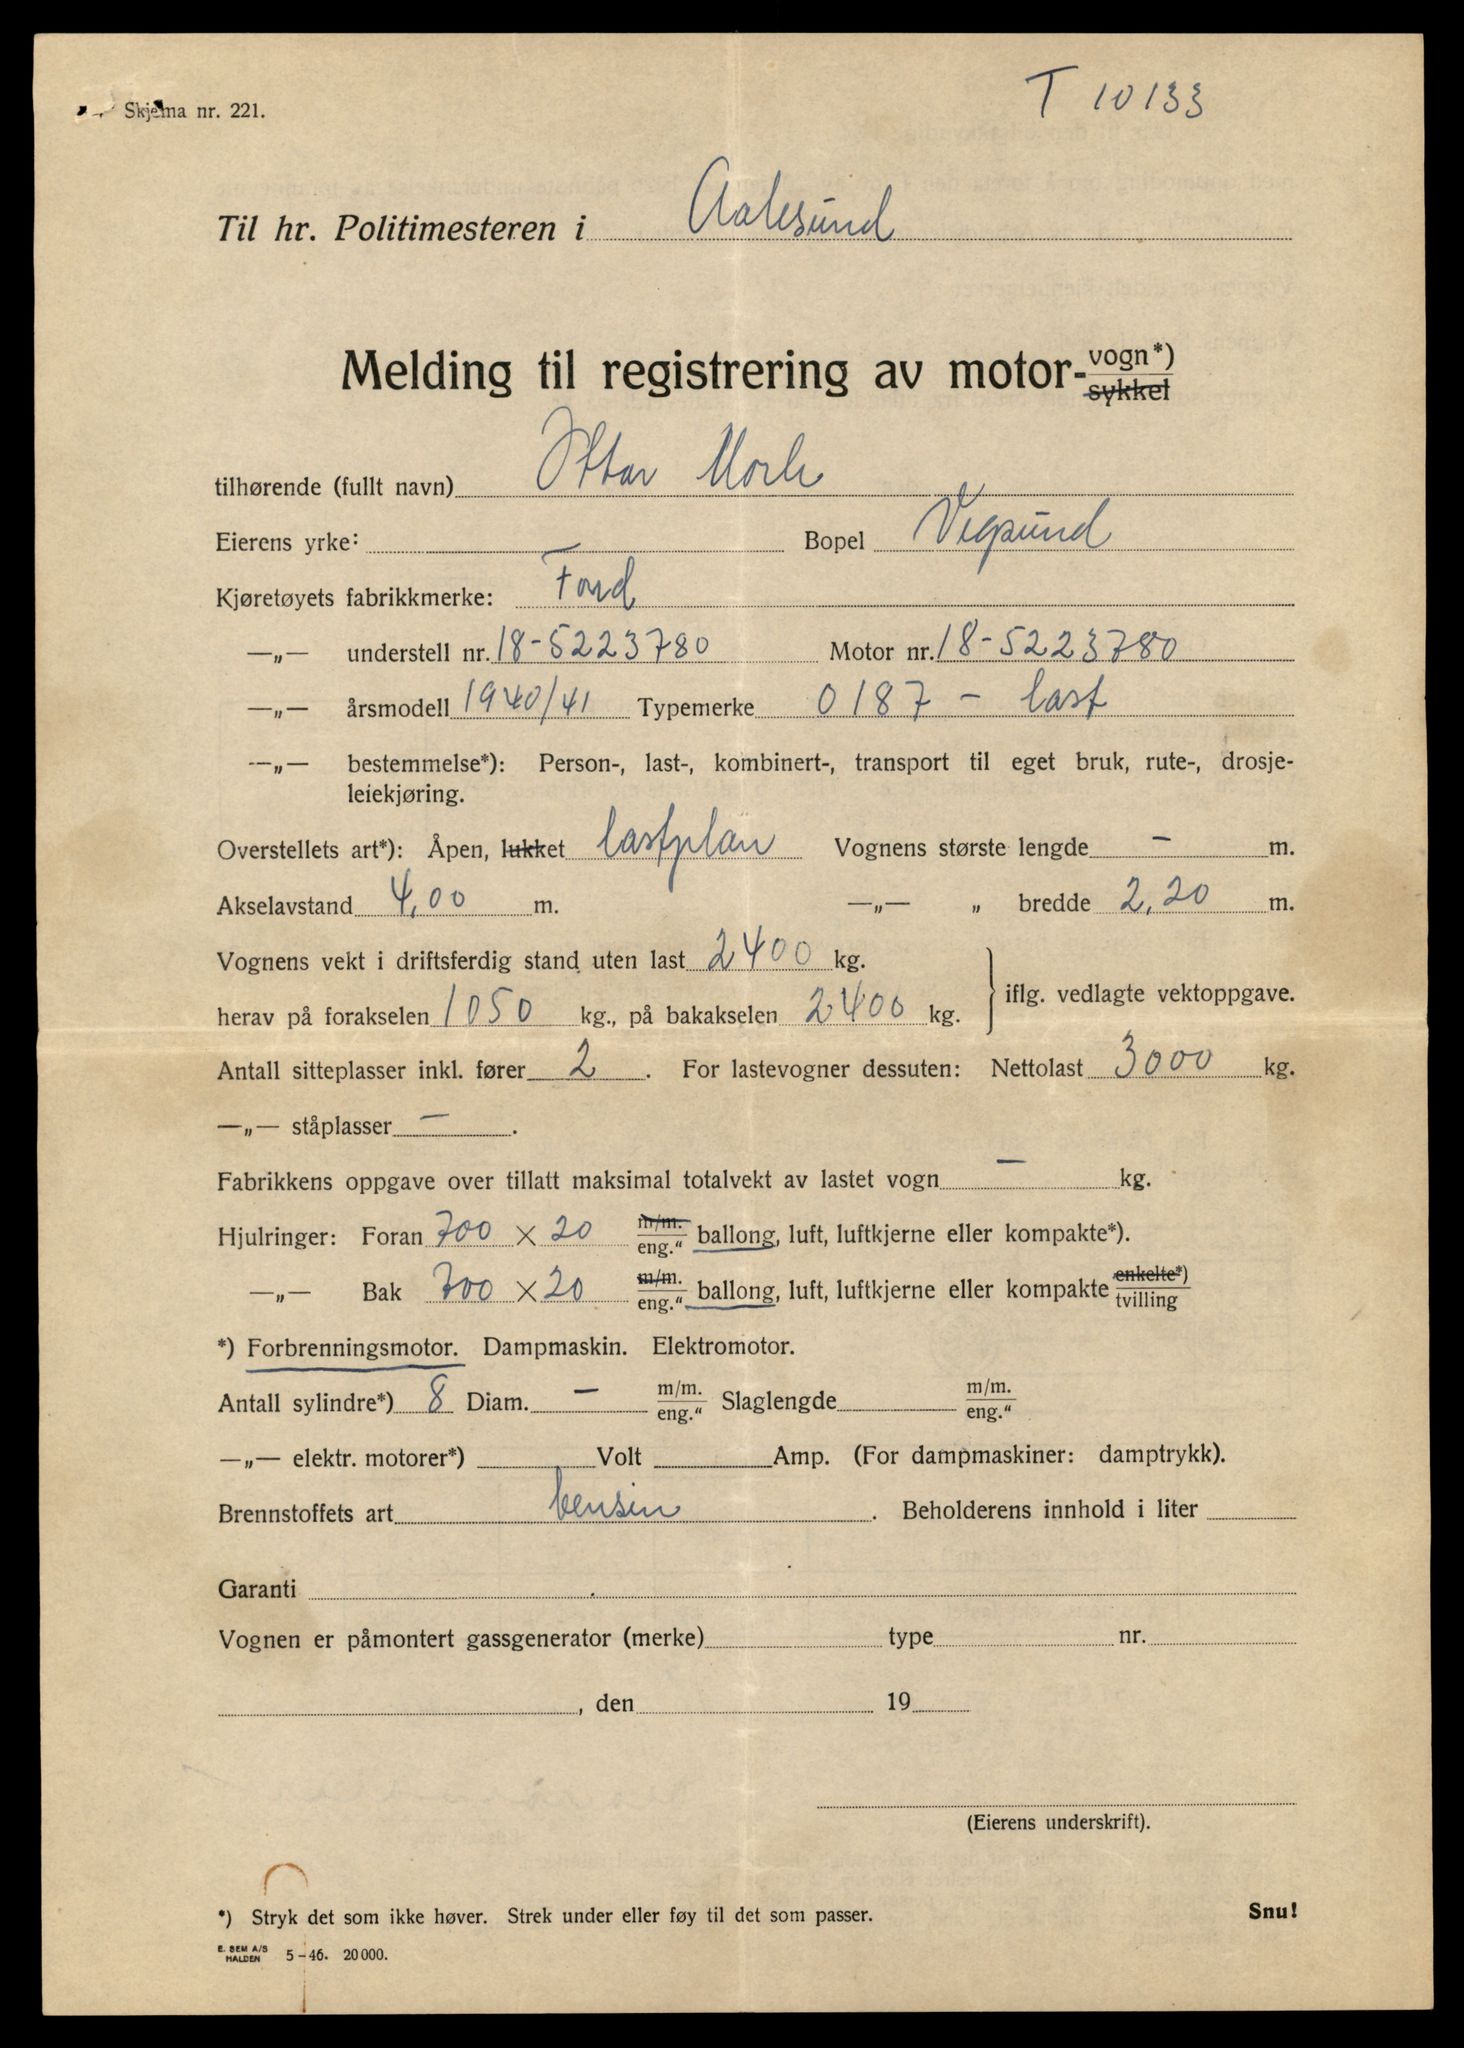 T 10133
Skjema nr. 221.
Til hr. Politimesteren i Aalesund
Melding til registrering av motor-vogn*)
sykkel
tilhørende (fullt navn) Ottar
Eierens yrke: Bopel Vegsund
Kjøretøyets fabrikkmerke: Ford
—„— understell nr. 18-5223780 Motor nr. 18-5223780
—„— årsmodell 1940/41 Typemerke 0187 - last
—„— bestemmelse*): Person-, last-, kombinert-, transport til eget bruk, rute-, drosje-
leiekjøring.
Overstellets art*): Åpen, lukket lasteplan Vognens største lengde — m.
Akselavstand 4,00 m. —„— „ bredde 2,20 m.
Vognens vekt i driftsferdig stand uten last 2400 kg.
herav på forakselen 1050 kg., på bakakselen 2400 kg. iflg. vedlagte vektoppgave.
Antall sitteplasser inkl. fører 2. For lastevogner dessuten: Nettolast 3000 kg.
—„— ståplasser —.
Fabrikkens oppgave over tillatt maksimal totalvekt av lastet vogn — kg.
Hjulringer: Foran 700 × 20 m/m. eng." ballong, luft, luftkjerne eller kompakte*).
—„— Bak 700 × 20 m/m. eng." ballong, luft, luftkjerne eller kompakte enkelte*) tvilling
*) Forbrenningsmotor. Dampmaskin. Elektromotor.
Antall sylindre*) 8 Diam. — m/m. eng." Slaglengde m/m. eng."
—„— elektr. motorer*) Volt Amp. (For dampmaskiner: damptrykk).
Brennstoffets art bensin. Beholderens innhold i liter
Garanti
Vognen er påmontert gassgenerator (merke) type nr.
, den 19
(Eierens underskrift).
*) Stryk det som ikke høver. Strek under eller føy til det som passer. Snu!
E. SEM A/S
HALDEN 5-46. 20000.